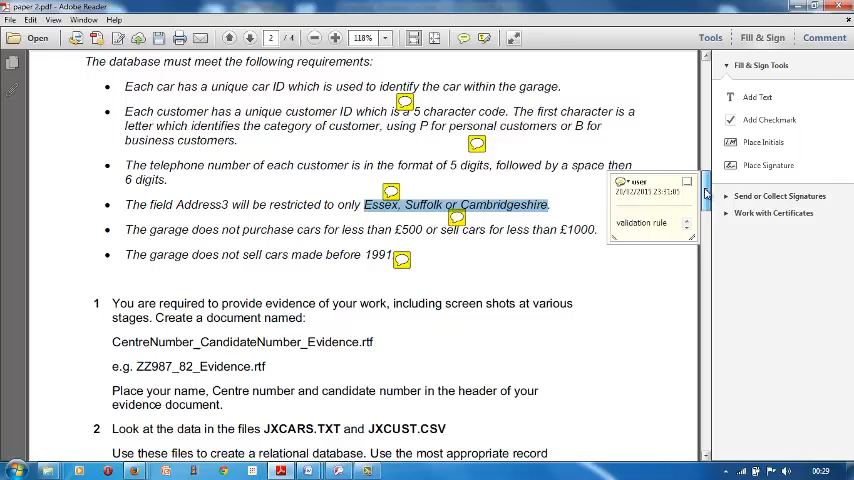 paper 2.pdf - Adobe Reader
File Edit View Window Help
Open 2 / 4 118% Tools Fill & Sign Comment
The database must meet the following requirements:
• Each car has a unique car ID which is used to identify the car within the garage.
• Each customer has a unique customer ID which is a 5 character code. The first character is a
letter which identifies the category of customer, using P for personal customers or B for
business customers.
• The telephone number of each customer is in the format of 5 digits, followed by a space then
6 digits.
• The field Address3 will be restricted to only Essex, Suffolk or Cambridgeshire.
• The garage does not purchase cars for less than £500 or sell cars for less than £1000.
• The garage does not sell cars made before 1991.
1 You are required to provide evidence of your work, including screen shots at various
stages. Create a document named:
CentreNumber_CandidateNumber_Evidence.rtf
e.g. ZZ987_82_Evidence.rtf
Place your name, Centre number and candidate number in the header of your
evidence document.
2 Look at the data in the files JXCARS.TXT and JXCUST.CSV
Use these files to create a relational database. Use the most appropriate record
user
20/02/2015 23:31:05
validation rule
Fill & Sign Tools
Add Text
Add Checkmark
Place Initials
Place Signature
Send or Collect Signatures
Work with Certificates
00:29